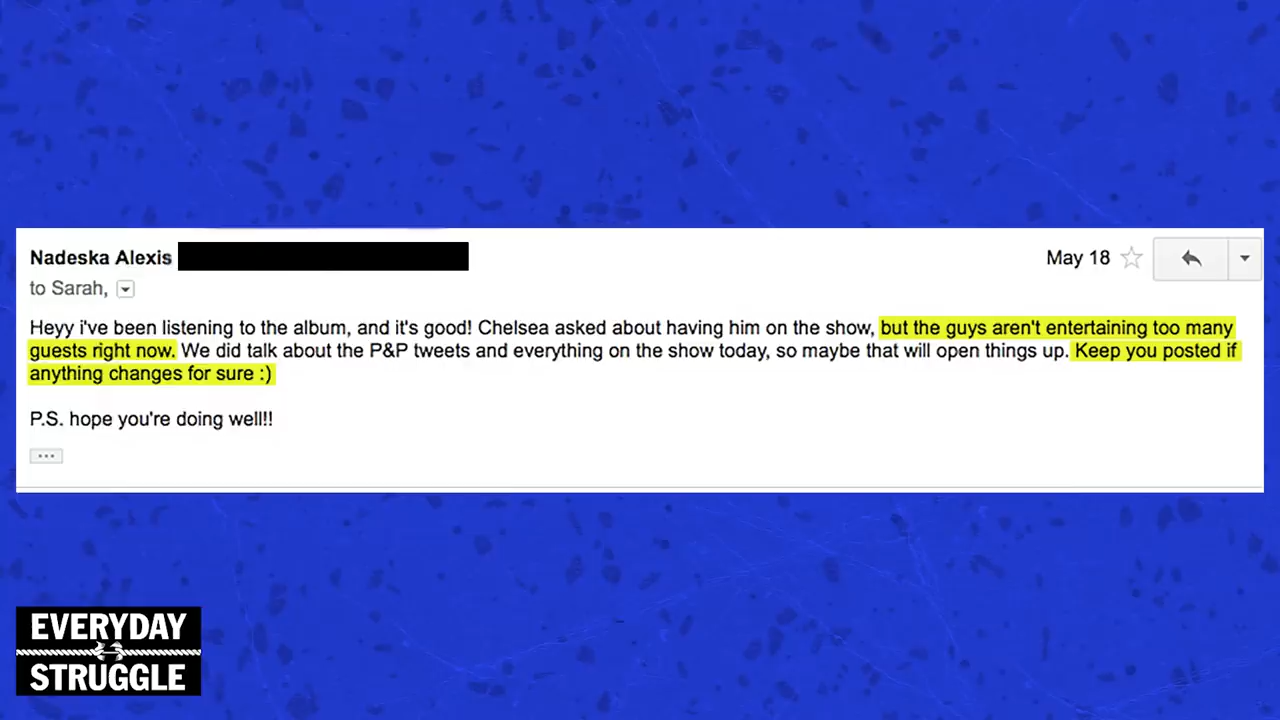 Nadeska Alexis
May 18
to Sarah,
Heyy i've been listening to the album, and it's good! Chelsea asked about having him on the show, but the guys aren't entertaining too many
guests right now. We did talk about the P&P tweets and everything on the show today, so maybe that will open things up. Keep you posted if
anything changes for sure :)
P.S. hope you're doing well!!
EVERYDAY
STRUGGLE